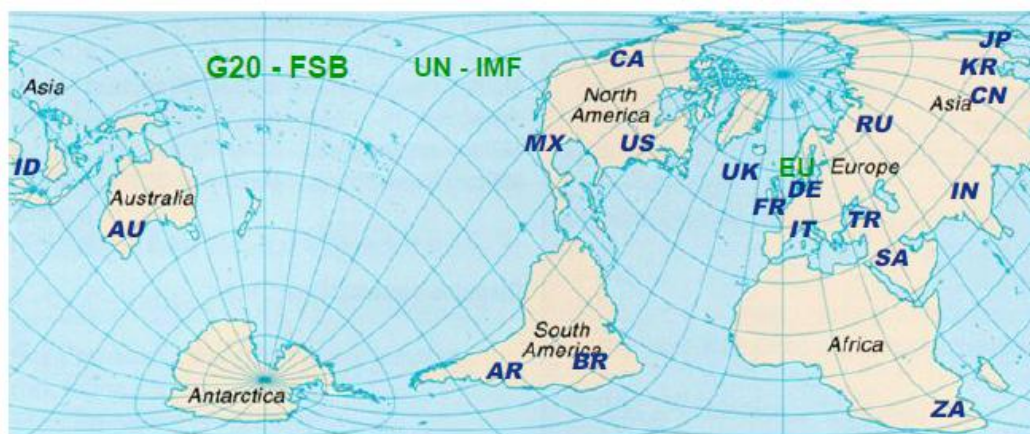 G20 - FSB
UN - IMF
CA
JP
KR
CN
Asia
Asia
North
America
MX
US
RU
UK
EU
Europe
DE
FR
IT
TR
IN
SA
ID
Australia
AU
South
America
AR
BR
Africa
Antarctica
ZA